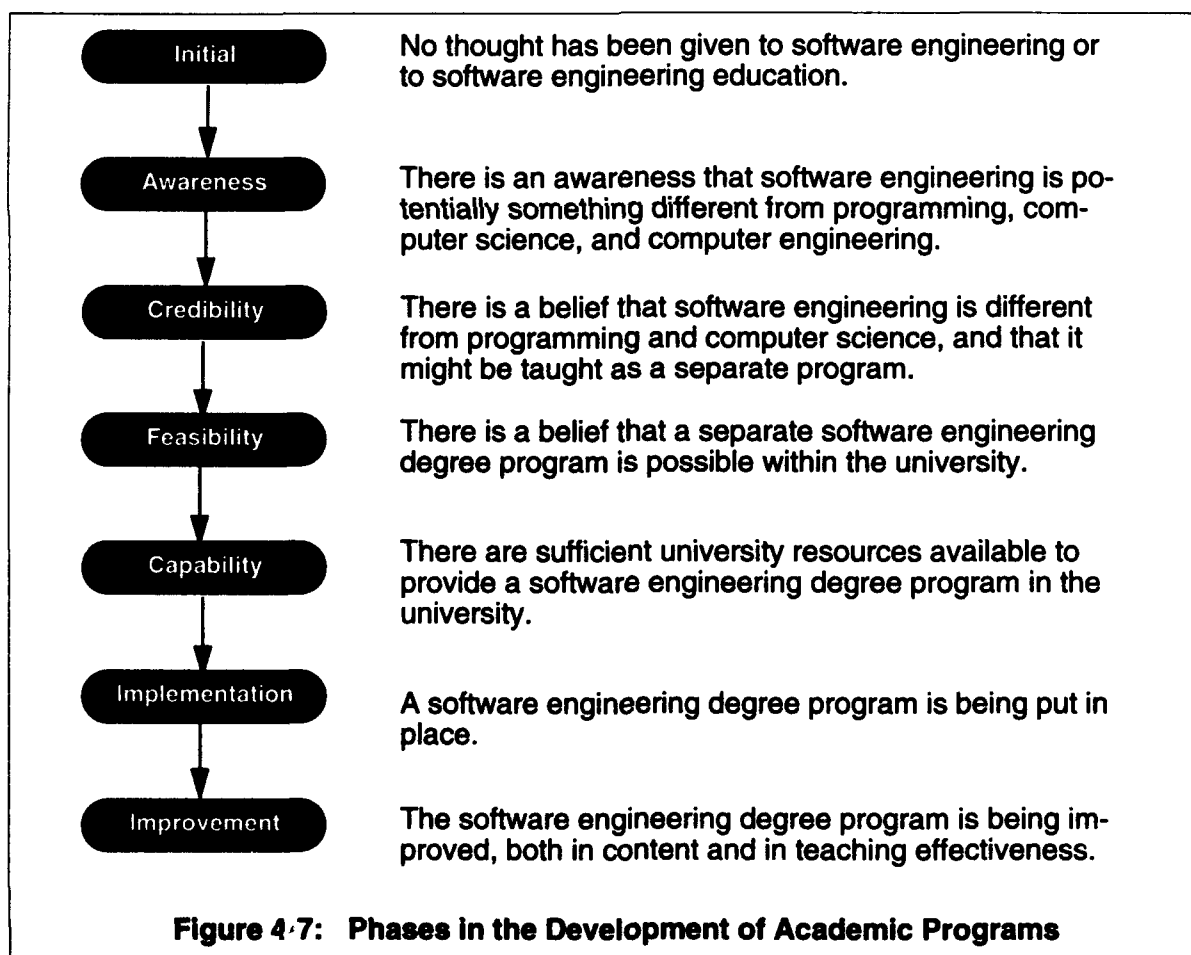 Initial
No thought has been given to software engineering or
to software engineering education.
Awareness
There is an awareness that software engineering is po-
tentially something different from programming, com-
puter science, and computer engineering.
Credibility
There is a belief that software engineering is different
from programming and computer science, and that it
might be taught as a separate program.
Feasibility
There is a belief that a separate software engineering
degree program is possible within the university.
Capability
There are sufficient university resources available to
provide a software engineering degree program in the
university.
Implementation
A software engineering degree program is being put in
place.
Improvement
The software engineering degree program is being im-
proved, both in content and in teaching effectiveness.
Figure 4-7: Phases in the Development of Academic Programs